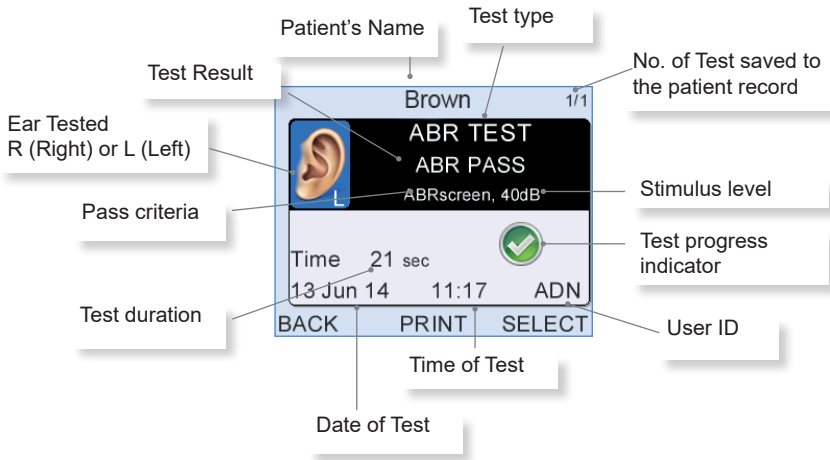 Patient's Name
Test type
Test Result
No. of Test saved to
the patient record
Ear Tested
R (Right) or L (Left)
Brown 1/1
ABR TEST
ABR PASS
ABRscreen, 40dB
L
Pass criteria
Stimulus level
Test progress
indicator
Time 21 sec
13 Jun 14 11:17 ADN
BACK PRINT SELECT
Test duration
User ID
Time of Test
Date of Test